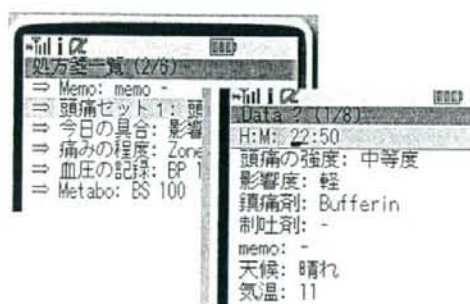 処方箋一覧 (2/6)
⇒ Memo: memo -
⇒ 頭痛セット1: 頭
⇒ 今日の具合: 影響
⇒ 痛みの程度: Zone
⇒ 血圧の記録: BP 1
⇒ Metabo: BS 100
Data ? (1/8)
H:M: 22:50
頭痛の強度: 中等度
影響度: 軽
鎮痛剤: Bufferin
制吐剤: -
memo: -
天候: 晴れ
気温: 11